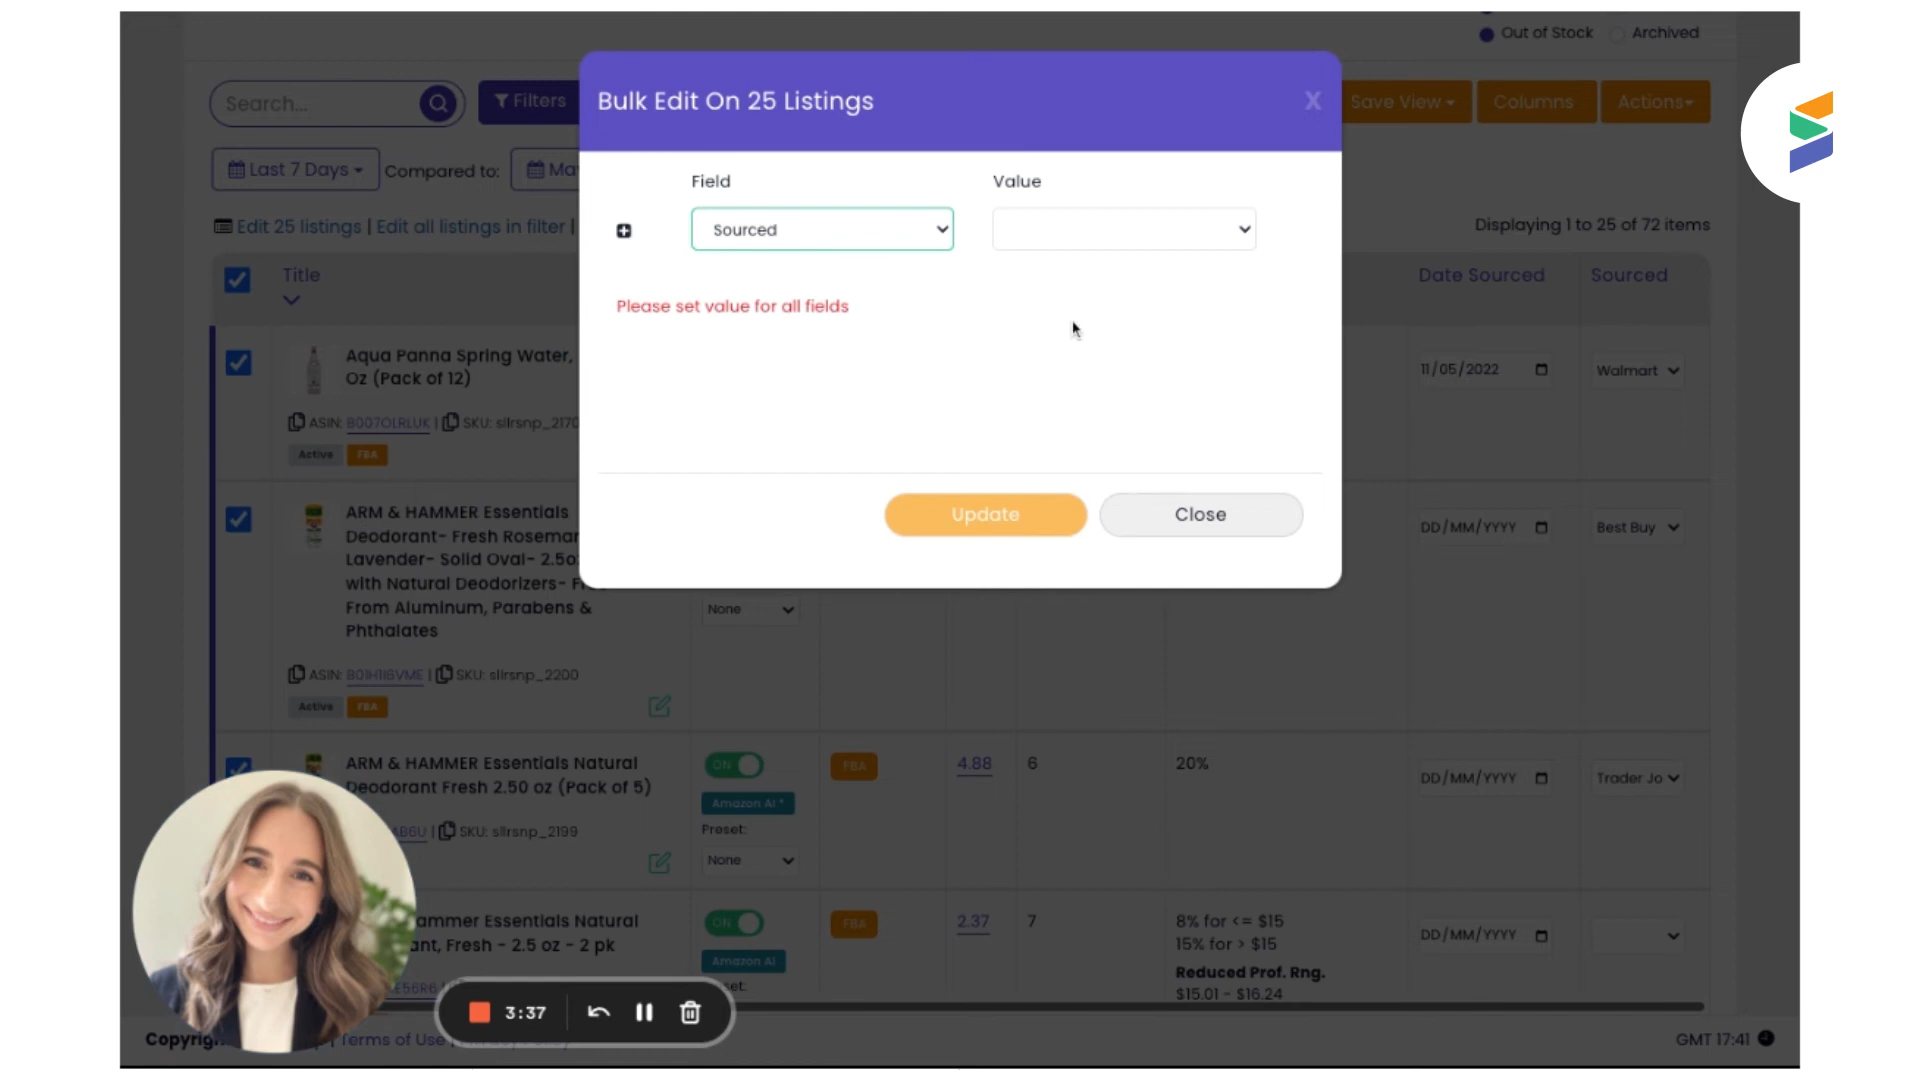 Out of Stock
Archived
Search...
Filters
Bulk Edit On 25 Listings
X
Save View
Columns
Actions
Last 7 Days
Compared to:
Field
Value
Edit 25 listings | Edit all listings in filter |
Sourced
Displaying 1 to 25 of 72 items
Title
Date Sourced
Sourced
Please set value for all fields
Aqua Panna Spring Water,
Oz (Pack of 12)
11/05/2022
Walmart
ASIN: B007OLRLUK | SKU: sllrsnp_2170
Active
FBA
Update
Close
ARM & HAMMER Essentials
Deodorant- Fresh Rosemar
Lavender- Solid Oval- 2.5o
with Natural Deodorizers-
From Aluminum, Parabens &
Phthalates
DD/MM/YYYY
Best Buy
None
ASIN: B01H1I6VME | SKU: sllrsnp_2200
Active
FBA
ARM & HAMMER Essentials Natural
Deodorant Fresh 2.50 oz (Pack of 5)
ON
FBA
4.88
6
20%
DD/MM/YYYY
Trader Jo
Amazon AI *
Preset:
AB6U | SKU: sllrsnp_2199
None
ammer Essentials Natural
ant, Fresh - 2.5 oz - 2 pk
ON
FBA
2.37
7
8% for <= $15
15% for > $15
Reduced Prof. Rng.
$15.01 - $16.24
DD/MM/YYYY
Amazon AI
set:
E56R6
3:37
Copyrig
Terms of Use
GMT 17:41